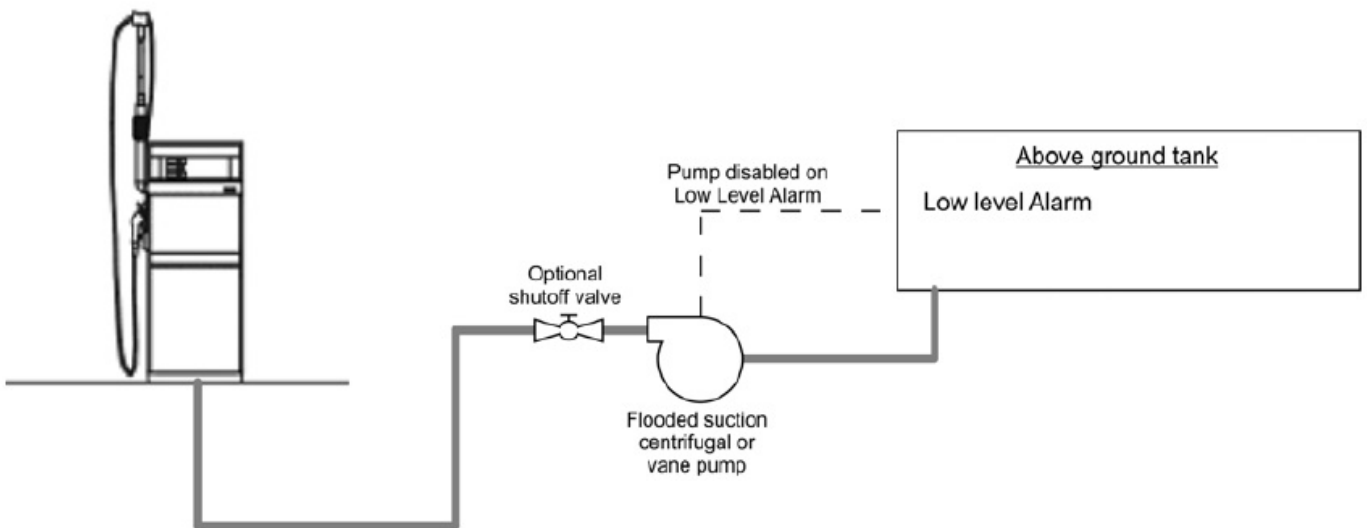 Above ground tank
Pump disabled on
Low Level Alarm
Low level Alarm
Optional
shutoff valve
Flooded suction
centrifugal or
vane pump